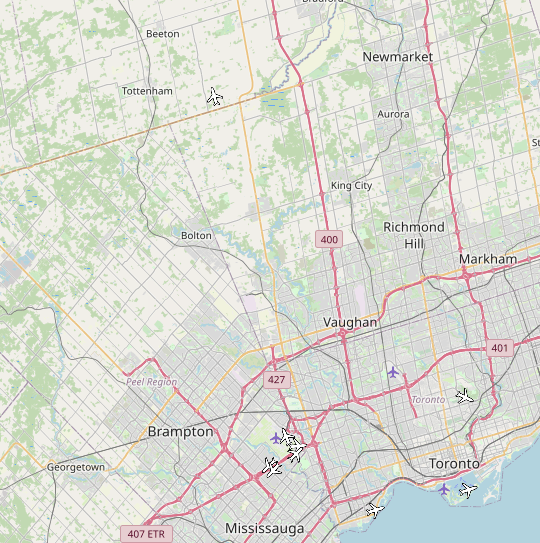 Beeton
Newmarket
Tottenham
Aurora
King City
Richmond
Hill
Bolton
400
Markham
Vaughan
401
427
Peel Region
Toronto
Brampton
Georgetown
Toronto
407 ETR
Mississauga